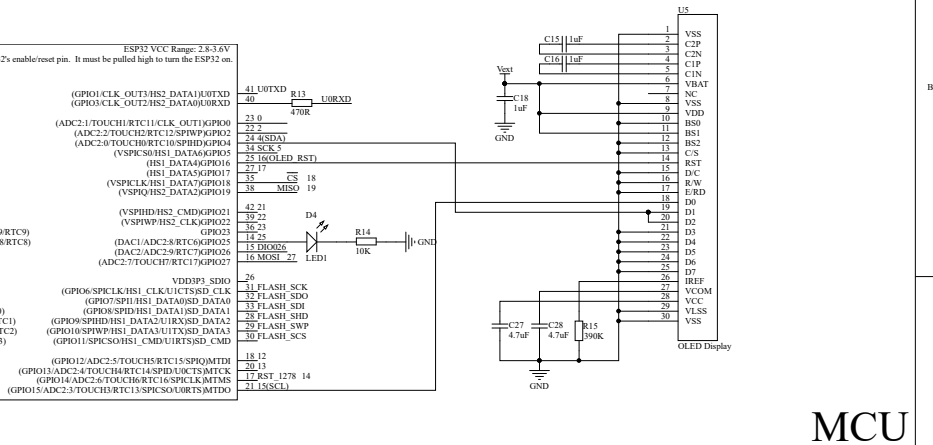 ESP32 VCC Range: 2.8-3.6V
2's enable/reset pin. It must be pulled high to turn the ESP32 on.
(GPIO1/CLK_OUT3/HS2_DATA1)U0TXD 41 U0TXD
(GPIO3/CLK_OUT2/HS2_DATA0)U0RXD 40 R13 470R U0RXD
(ADC2:1/TOUCH1/RTC11/CLK_OUT1)GPIO0 23 0
(ADC2:2/TOUCH2/RTC12/SPIWP)GPIO2 22 2
(ADC2:0/TOUCH0/RTC10/SPIHD)GPIO4 24 4(SDA)
(VSPICS0/HS1_DATA6)GPIO5 34 SCK 5
(HS1_DATA4)GPIO16 25 16(OLED_RST)
(HS1_DATA5)GPIO17 27 17
(VSPICLK/HS1_DATA7)GPIO18 35 CS 18
(VSPIQ/HS2_DATA0)GPIO19 38 MISO 19
(VSPIHD/HS2_CMD)GPIO21 42 21
(VSPIWP/HS2_CLK)GPIO22 39 22
9/RTC9) GPIO23 36 23
8/RTC8) (DAC1/ADC2:8/RTC6)GPIO25 14 25
(DAC2/ADC2:9/RTC7)GPIO26 15 DIO026
(ADC2:7/TOUCH7/RTC17)GPIO27 16 MOSI 27
D4
LED1
R14
10K
GND
VDD3P3_SDIO 26
(GPIO6/SPICLK/HS1_CLK/U1CTS)SD_CLK 31 FLASH_SCK
(GPIO7/SPI1/HS1_DATA0)SD_DATA0 32 FLASH_SDO
)
(GPIO8/SPID/HS1_DATA1)SD_DATA1 33 FLASH_SDI
TC1) (GPIO9/SPIHD/HS1_DATA2/U1RX)SD_DATA2 28 FLASH_SHD
TC2) (GPIO10/SPIWP/HS1_DATA3/U1TX)SD_DATA3 29 FLASH_SWP
) (GPIO11/SPICSO/HS1_CMD/U1RTS)SD_CMD 30 FLASH_SCS
(GPIO12/ADC2:5/TOUCH5/RTC15/SPIQ)MTDI 18 12
(GPIO13/ADC2:4/TOUCH4/RTC14/SPID/U0CTS)MTCK 20 13
(GPIO14/ADC2:6/TOUCH6/RTC16/SPICLK)MTMS 17 RST_1278 14
(GPIO15/ADC2:3/TOUCH3/RTC13/SPICSO/U0RTS)MTDO 21 15(SCL)
U5
C15 1uF
C16 1uF
Vext
C18
1uF
GND
1 VSS
2 C2P
3 C2N
4 C1P
5 C1N
6 VBAT
7 NC
8 VSS
9 VDD
10 BS0
11 BS1
12 BS2
13 C/S
14 RST
15 D/C
16 R/W
17 E/RD
18 D0
19 D1
20 D2
21 D3
22 D4
23 D5
24 D6
25 D7
26 IREF
27 VCOM
28 VCC
29 VLSS
30 VSS
OLED Display
C27
4.7uF
C28
4.7uF
R15
390K
GND
B
MCU